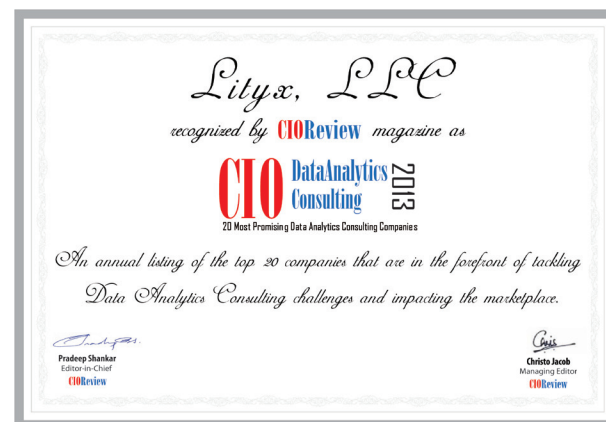 Lityx, LLC
recognized by CIOReview magazine as
CIO DataAnalytics Consulting 2013
20 Most Promising Data Analytics Consulting Companies
An annual listing of the top 20 companies that are in the forefront of tackling
Data Analytics Consulting challenges and impacting the marketplace.
Pradeep Shankar
Editor-in-Chief
CIOReview
Chris
Christo Jacob
Managing Editor
CIOReview